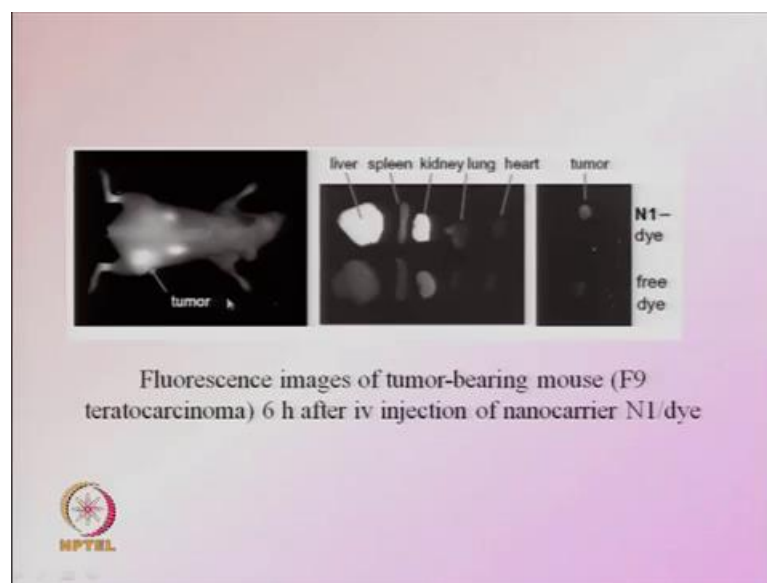 liver spleen kidney lung heart tumor
N1-
dye
free
dye
tumor
Fluorescence images of tumor-bearing mouse (F9
teratocarcinoma) 6 h after iv injection of nanocarrier N1/dye
NPTEL